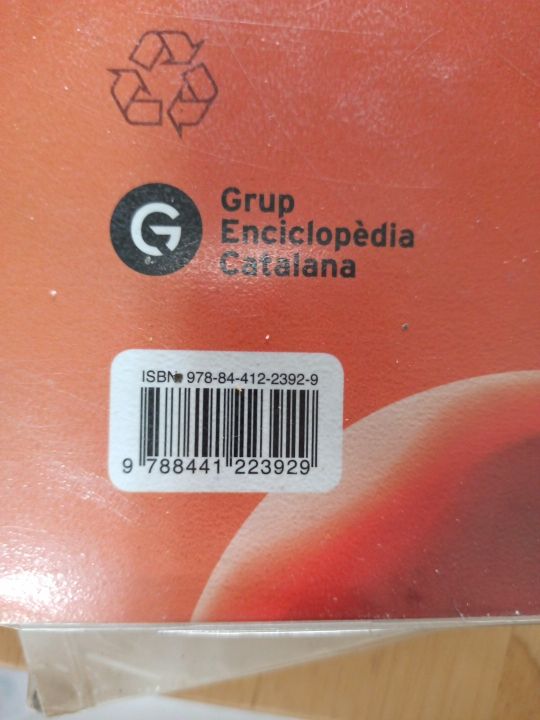 G
Grup
Enciclopèdia
Catalana
ISBN: 978-84-412-2392-9
9 788441 223929